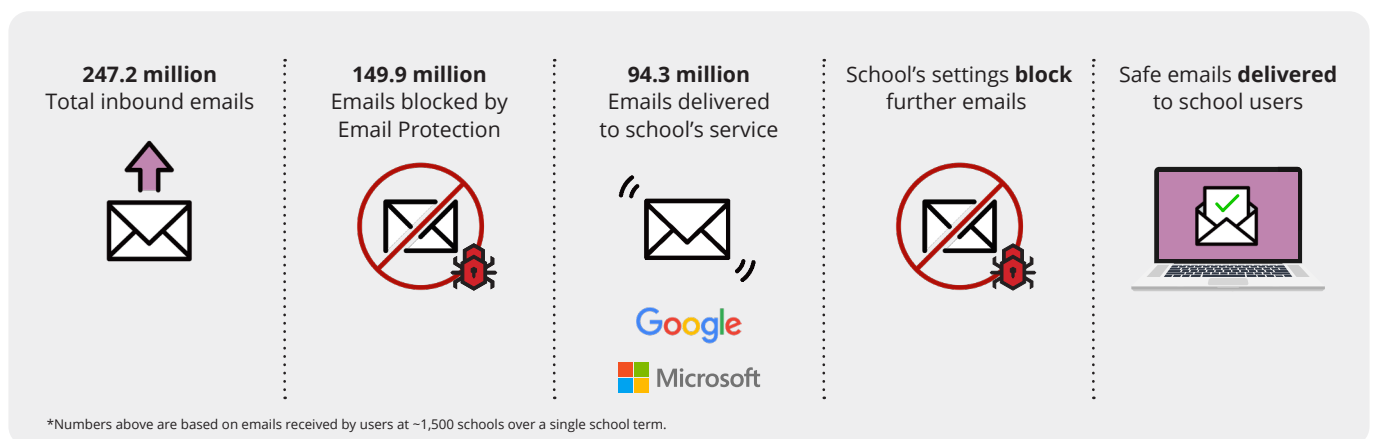 247.2 million
Total inbound emails
149.9 million
Emails blocked by
Email Protection
94.3 million
Emails delivered
to school’s service
Google
Microsoft
School’s settings block
further emails
Safe emails delivered
to school users
*Numbers above are based on emails received by users at ~1,500 schools over a single school term.